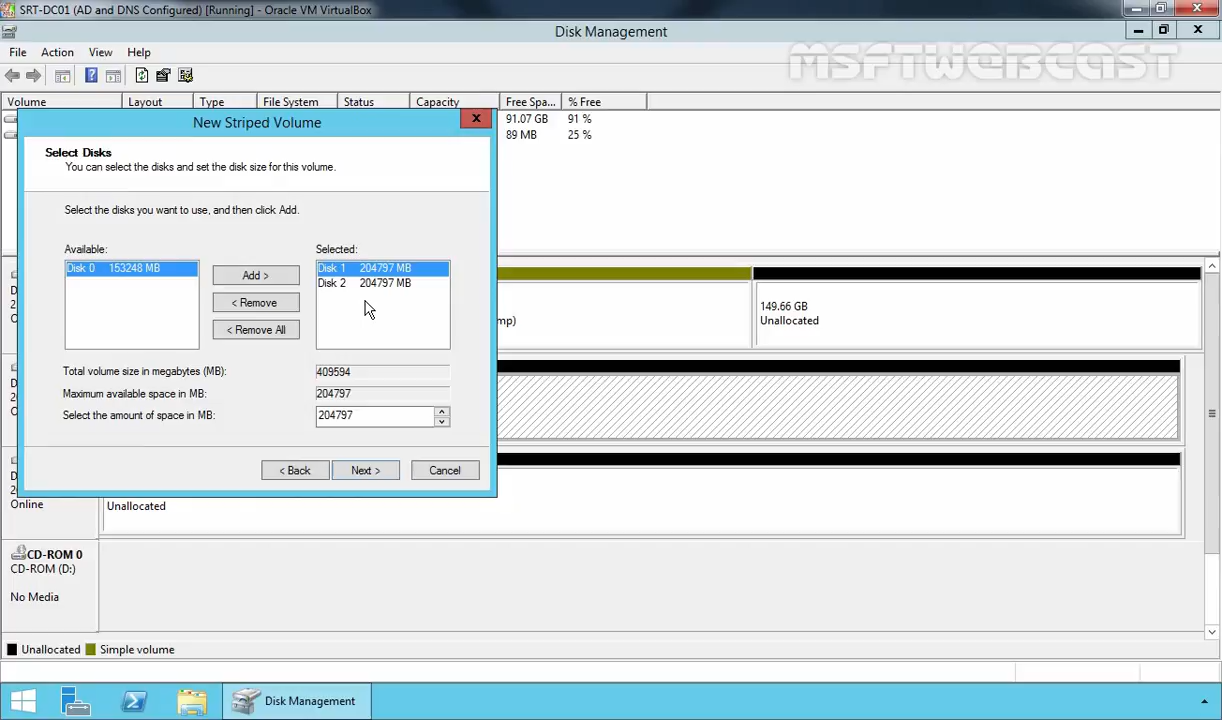 SRT-DC01 (AD and DNS Configured) [Running] - Oracle VM VirtualBox
Disk Management
File Action View Help
MSFTWEBCAST
Volume Layout Type File System Status Capacity Free Spa... % Free
91.07 GB 91 %
89 MB 25 %
New Striped Volume
X
Select Disks
You can select the disks and set the disk size for this volume.
Select the disks you want to use, and then click Add.
Available:
Disk 0 153248 MB
Add >
< Remove
< Remove All
Selected:
Disk 1 204797 MB
Disk 2 204797 MB
Total volume size in megabytes (MB): 409594
Maximum available space in MB: 204797
Select the amount of space in MB: 204797
< Back Next > Cancel
mp)
149.66 GB
Unallocated
Online
Unallocated
CD-ROM 0
CD-ROM (D:)
No Media
Unallocated Simple volume
Disk Management